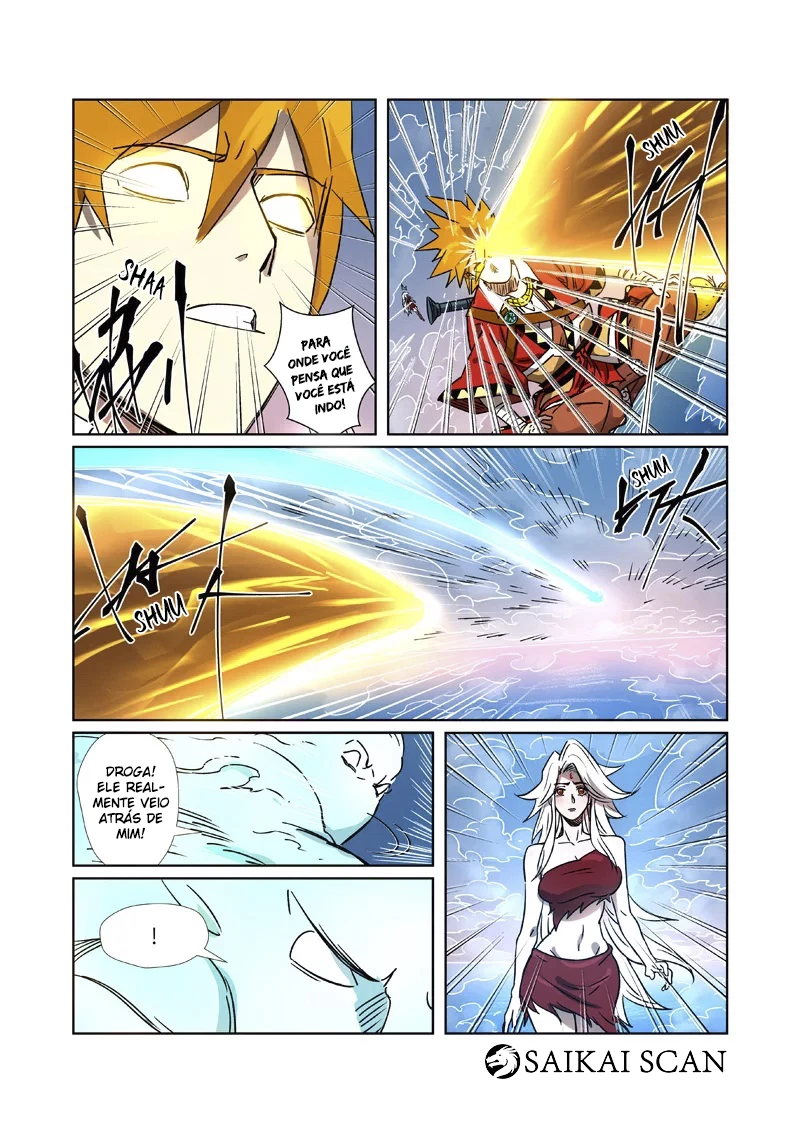 SHAA
PARA
ONDE VOCÊ
PENSA QUE
VOCÊ ESTÁ
INDO!
SHUU
SHUU
SHUU
SHUU
DROGA!
ELE REAL-
MENTE VEIO
ATRÁS DE
MIM!
!
SAIKAI SCAN